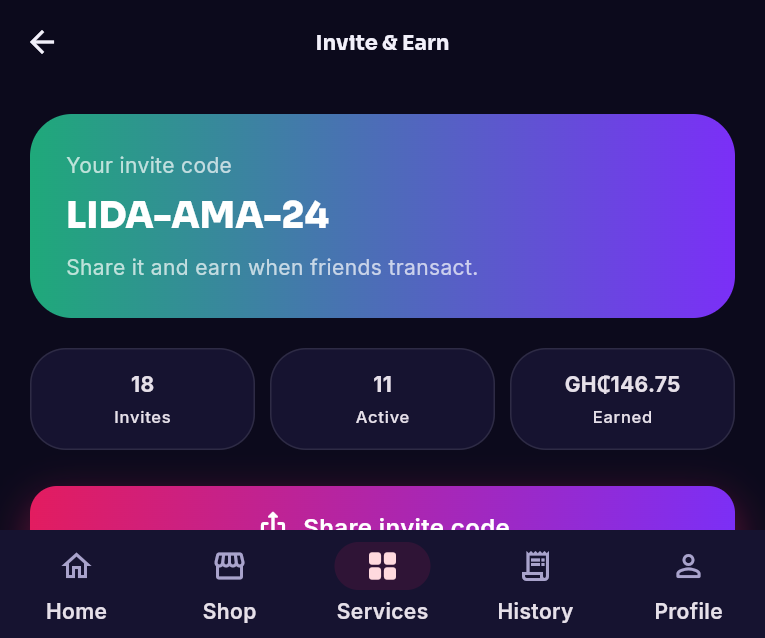 Invite & Earn
Your invite code
LIDA-AMA-24
Share it and earn when friends transact.
18
Invites
11
Active
GH₵146.75
Earned
Share invite code
Home
Shop
Services
History
Profile